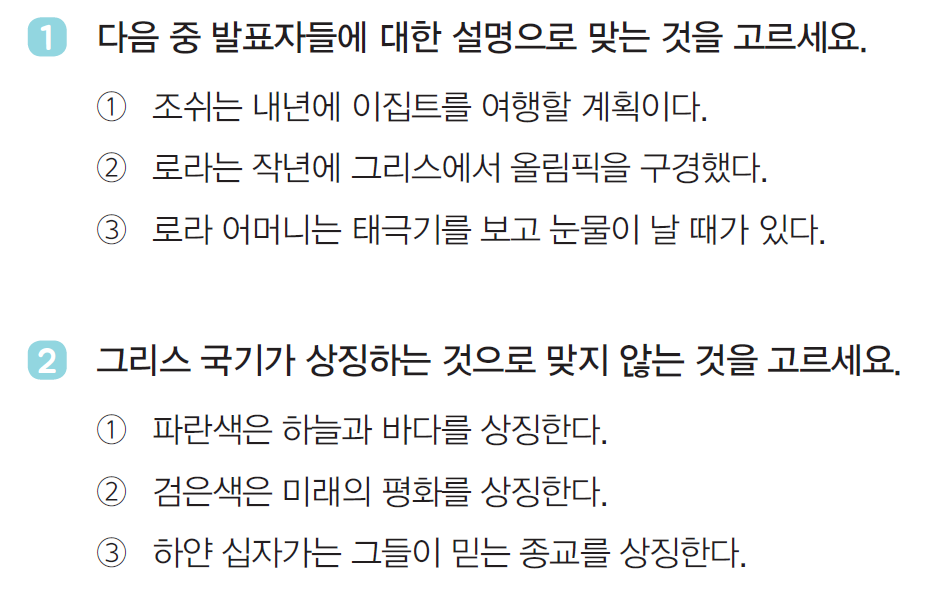 1 다음 중 발표자들에 대한 설명으로 맞는 것을 고르세요.
① 조쉬는 내년에 이집트를 여행할 계획이다.
② 로라는 작년에 그리스에서 올림픽을 구경했다.
③ 로라 어머니는 태극기를 보고 눈물이 날 때가 있다.
2 그리스 국기가 상징하는 것으로 맞지 않는 것을 고르세요.
① 파란색은 하늘과 바다를 상징한다.
② 검은색은 미래의 평화를 상징한다.
③ 하얀 십자가는 그들이 믿는 종교를 상징한다.